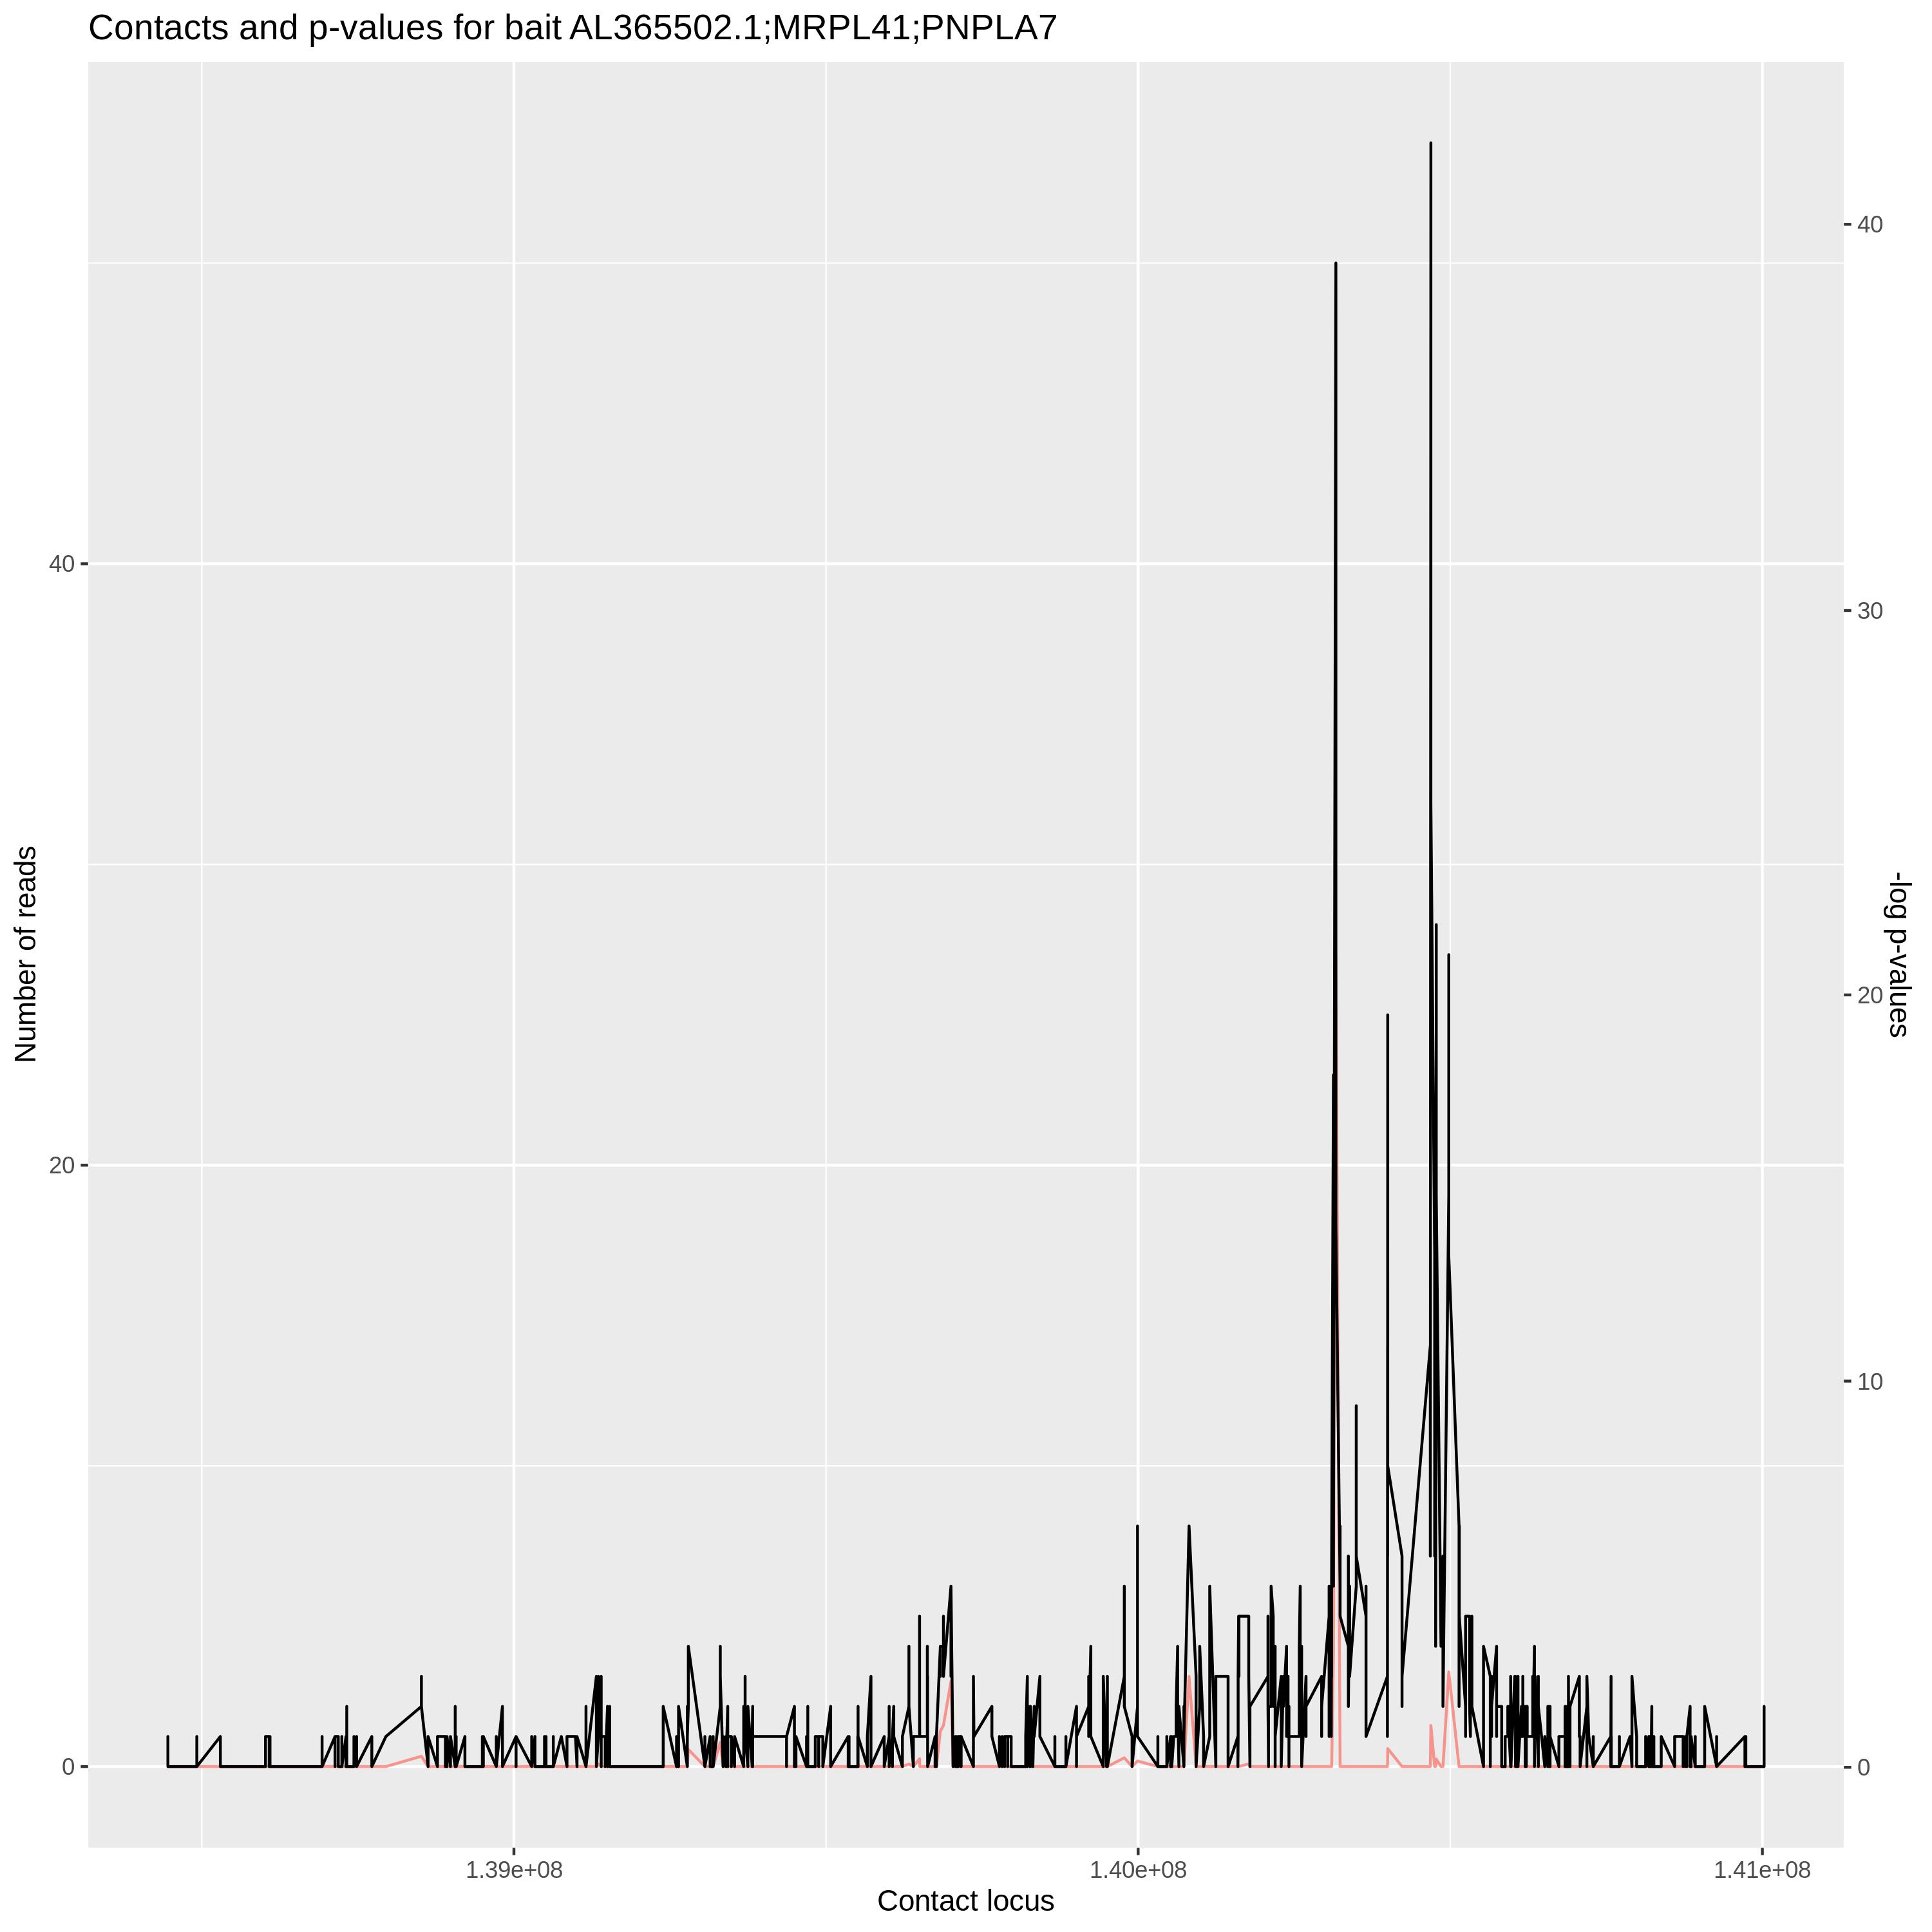 Contacts and p-values for bait AL365502.1;MRPL41;PNPLA7
Number of reads
40
20
0
40
30
20
10
0
-log p-values
1.39e+08
1.40e+08
1.41e+08
Contact locus